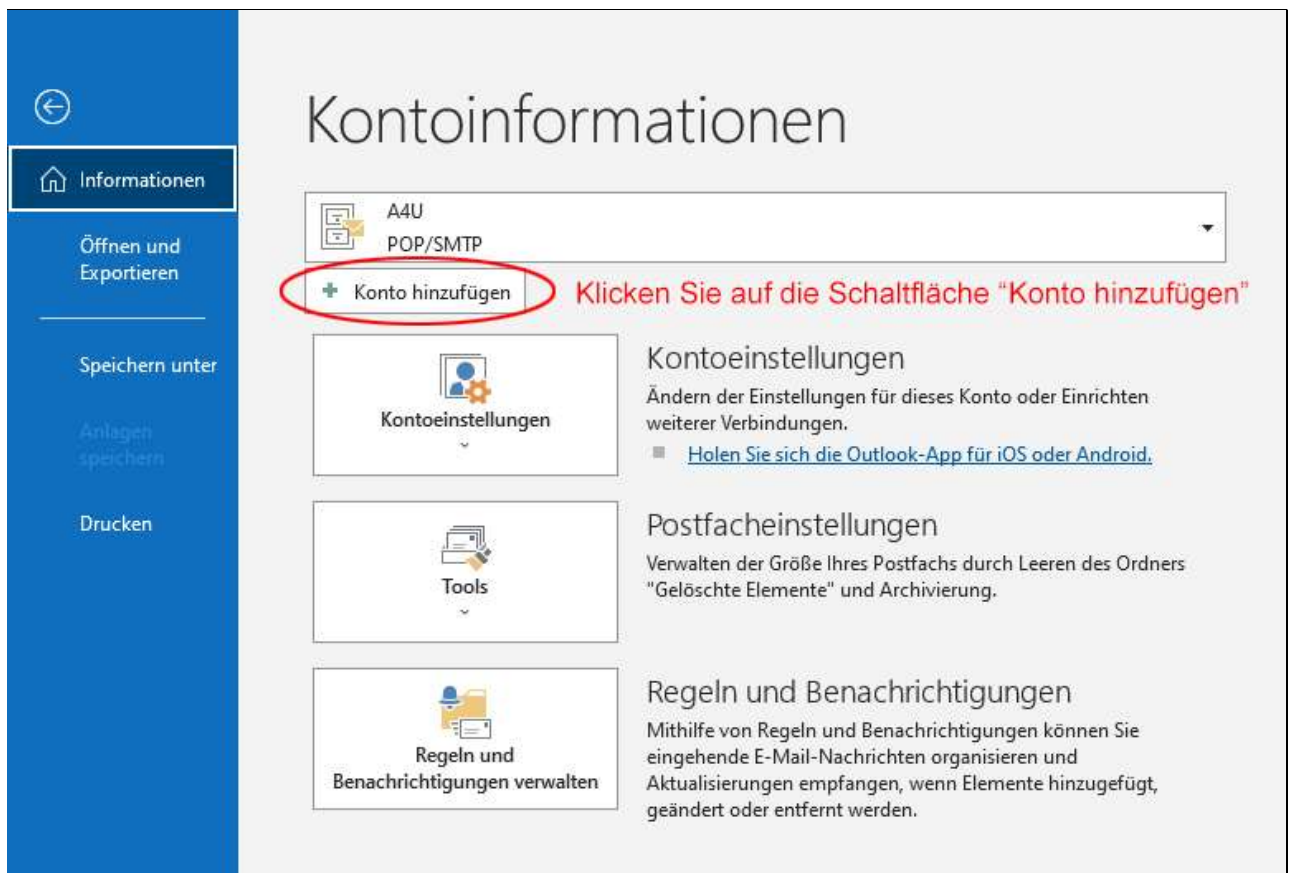 Kontoinformationen
Informationen
Öffnen und
Exportieren
Speichern unter
Anlagen
speichern
Drucken
A4U
POP/SMTP
Konto hinzufügen
Klicken Sie auf die Schaltfläche “Konto hinzufügen”
Kontoeinstellungen
Kontoeinstellungen
Ändern der Einstellungen für dieses Konto oder Einrichten
weiterer Verbindungen.
Holen Sie sich die Outlook-App für iOS oder Android.
Tools
Postfacheinstellungen
Verwalten der Größe Ihres Postfachs durch Leeren des Ordners
"Gelöschte Elemente" und Archivierung.
Regeln und
Benachrichtigungen verwalten
Regeln und Benachrichtigungen
Mithilfe von Regeln und Benachrichtigungen können Sie
eingehende E-Mail-Nachrichten organisieren und
Aktualisierungen empfangen, wenn Elemente hinzugefügt,
geändert oder entfernt werden.